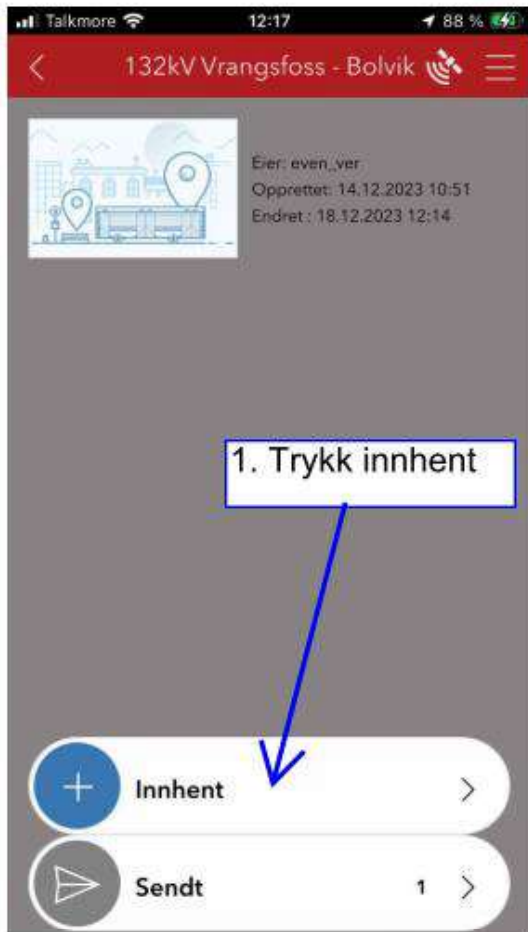 Talkmore 12:17 88 %
132kV Vrangsfoss - Bolvik
Eier: even_ver
Opprettet: 14.12.2023 10:51
Endret : 18.12.2023 12:14
1. Trykk innhent
Innhent
Sendt 1